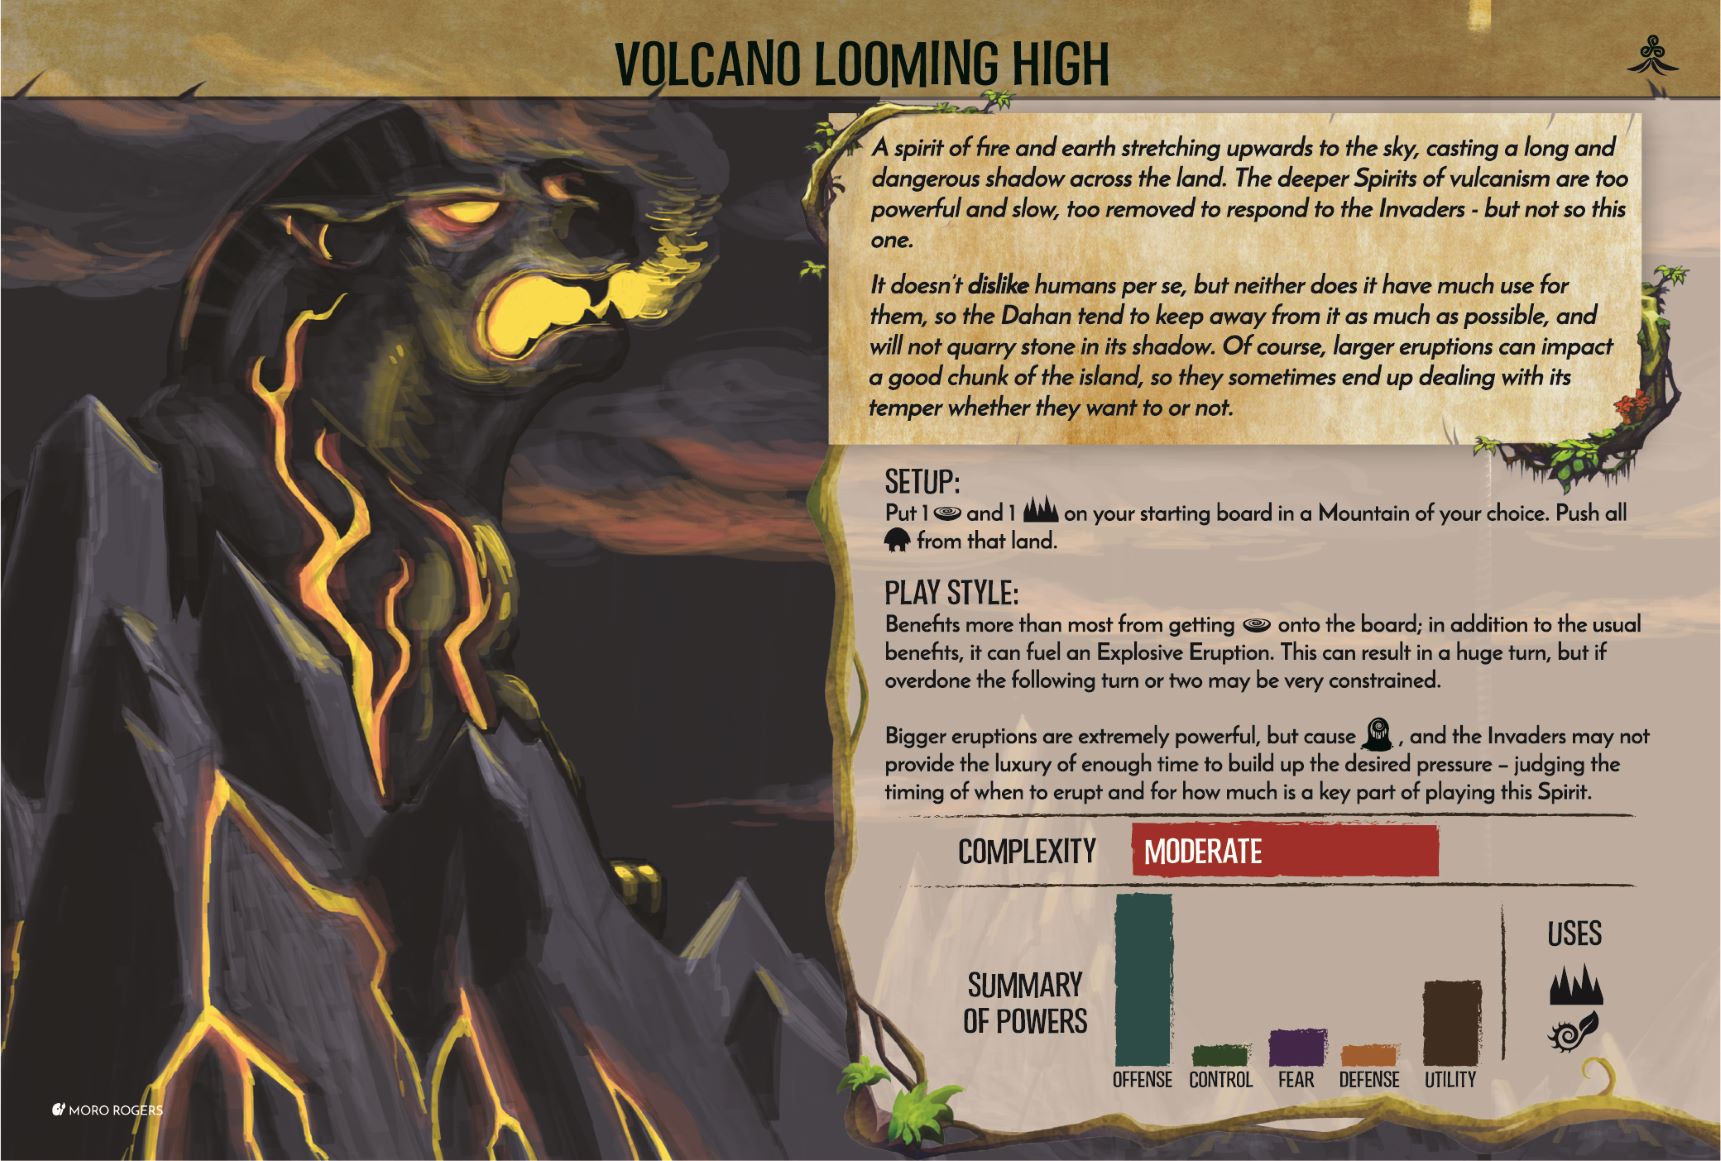 VOLCANO LOOMING HIGH
A spirit of fire and earth stretching upwards to the sky, casting a long and
dangerous shadow across the land. The deeper Spirits of vulcanism are too
powerful and slow, too removed to respond to the Invaders - but not so this
one.
It doesn't dislike humans per se, but neither does it have much use for
them, so the Dahan tend to keep away from it as much as possible, and
will not quarry stone in its shadow. Of course, larger eruptions can impact
a good chunk of the island, so they sometimes end up dealing with its
temper whether they want to or not.
SETUP:
Put 1 and 1 on your starting board in a Mountain of your choice. Push all
from that land.
PLAY STYLE:
Benefits more than most from getting onto the board; in addition to the usual
benefits, it can fuel an Explosive Eruption. This can result in a huge turn, but if
overdone the following turn or two may be very constrained.
Bigger eruptions are extremely powerful, but cause , and the Invaders may not
provide the luxury of enough time to build up the desired pressure – judging the
timing of when to erupt and for how much is a key part of playing this Spirit.
COMPLEXITY MODERATE
SUMMARY
OF POWERS
OFFENSE CONTROL FEAR DEFENSE UTILITY
USES
MORO ROGERS